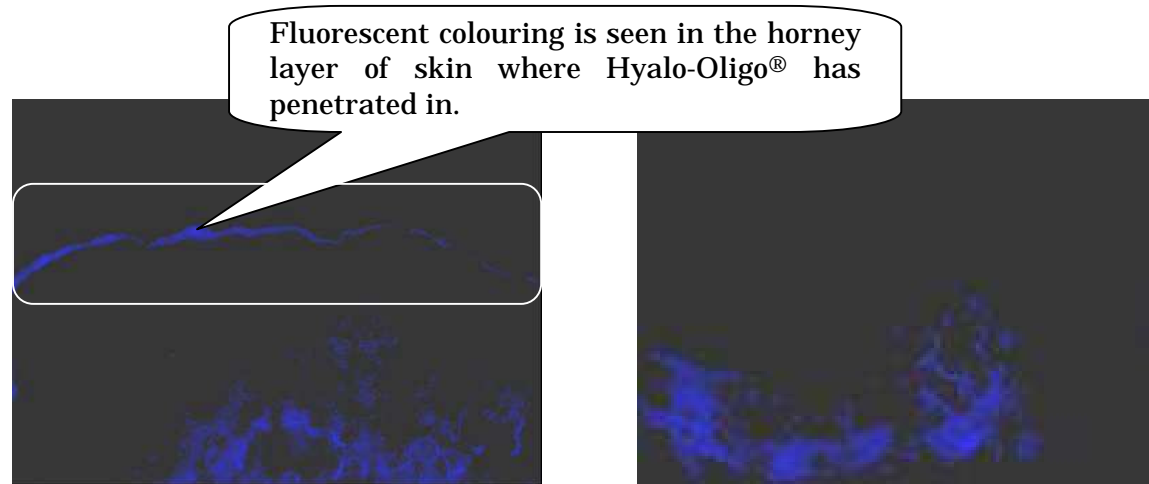 Fluorescent colouring is seen in the horney
layer of skin where Hyalo-Oligo® has
penetrated in.